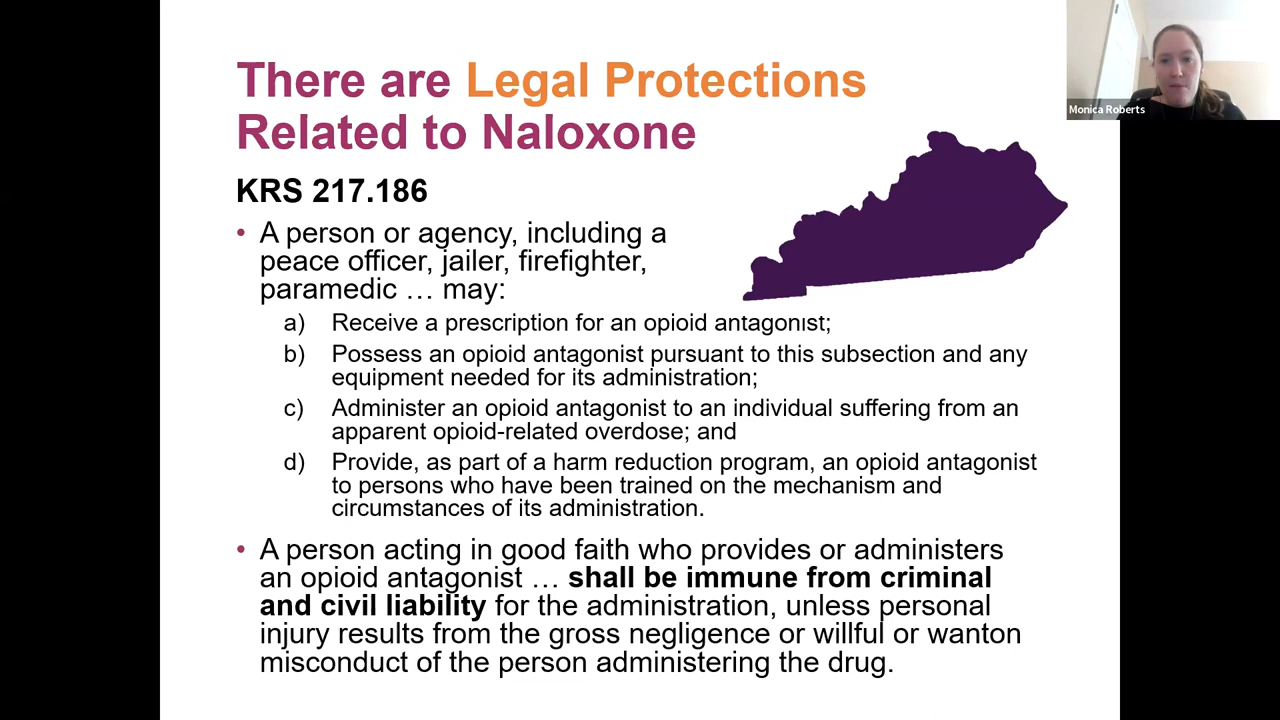 There are Legal Protections
Related to Naloxone
KRS 217.186
• A person or agency, including a
peace officer, jailer, firefighter,
paramedic … may:
a) Receive a prescription for an opioid antagonist;
b) Possess an opioid antagonist pursuant to this subsection and any
equipment needed for its administration;
c) Administer an opioid antagonist to an individual suffering from an
apparent opioid-related overdose; and
d) Provide, as part of a harm reduction program, an opioid antagonist
to persons who have been trained on the mechanism and
circumstances of its administration.
• A person acting in good faith who provides or administers
an opioid antagonist … shall be immune from criminal
and civil liability for the administration, unless personal
injury results from the gross negligence or willful or wanton
misconduct of the person administering the drug.
Monica Roberts